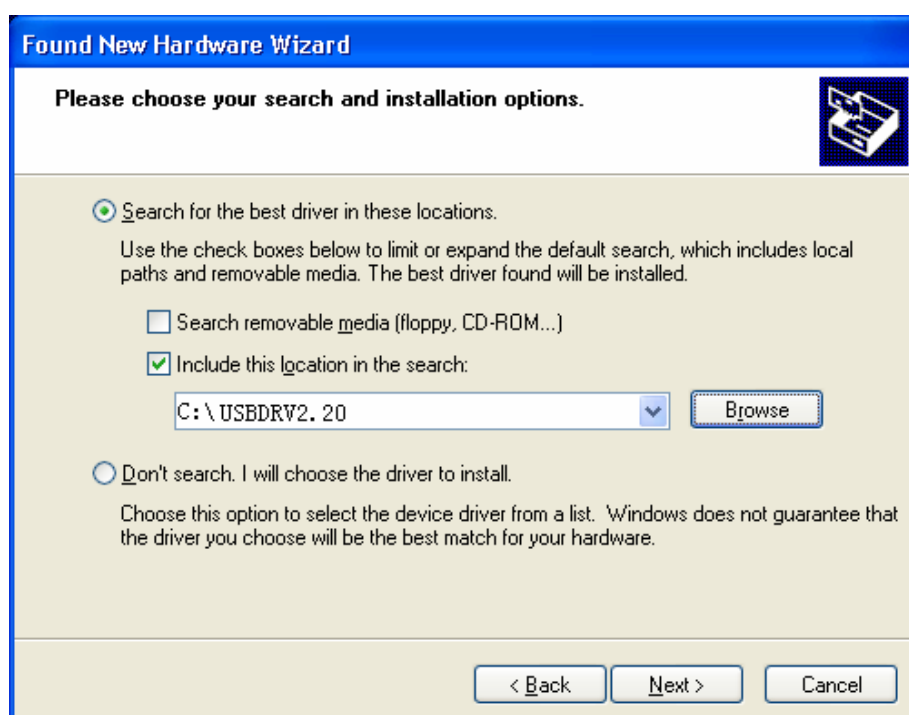 Found New Hardware Wizard
Please choose your search and installation options.
Search for the best driver in these locations.
Use the check boxes below to limit or expand the default search, which includes local
paths and removable media. The best driver found will be installed.
Search removable media (floppy, CD-ROM...)
Include this location in the search:
C:\USBDRV2.20
Browse
Don't search. I will choose the driver to install.
Choose this option to select the device driver from a list.  Windows does not guarantee that
the driver you choose will be the best match for your hardware.
< Back
Next >
Cancel